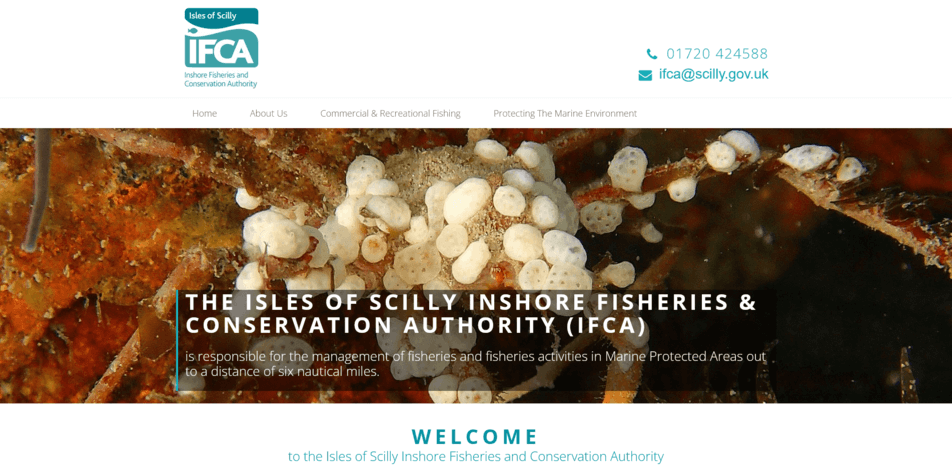 Isles of Scilly
IFCA
Inshore Fisheries and
Conservation Authority
01720 424588
ifca@scilly.gov.uk
Home About Us Commercial & Recreational Fishing Protecting The Marine Environment
THE ISLES OF SCILLY INSHORE FISHERIES &
CONSERVATION AUTHORITY (IFCA)
is responsible for the management of fisheries and fisheries activities in Marine Protected Areas out
to a distance of six nautical miles.
WELCOME
to the Isles of Scilly Inshore Fisheries and Conservation Authority